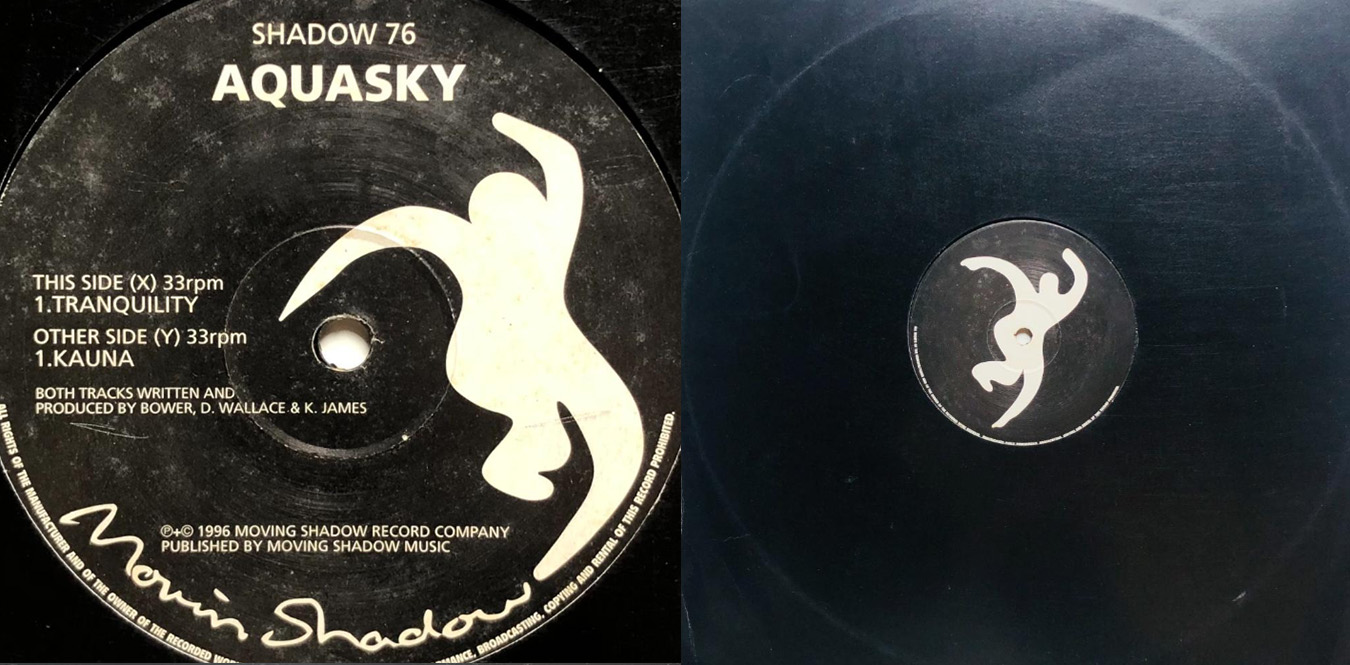 SHADOW 76
AQUASKY
THIS SIDE (X) 33rpm
1.TRANQUILITY
OTHER SIDE (Y) 33rpm
1.KAUNA
BOTH TRACKS WRITTEN AND
PRODUCED BY BOWER, D. WALLACE & K. JAMES
℗+© 1996 MOVING SHADOW RECORD COMPANY
PUBLISHED BY MOVING SHADOW MUSIC
Movin Shadow
ALL RIGHTS OF THE MANUFACTURER AND OF THE OWNER OF THE RECORDED
BROADCASTING, COPYING AND RENTAL OF THIS RECORD PROHIBITED.